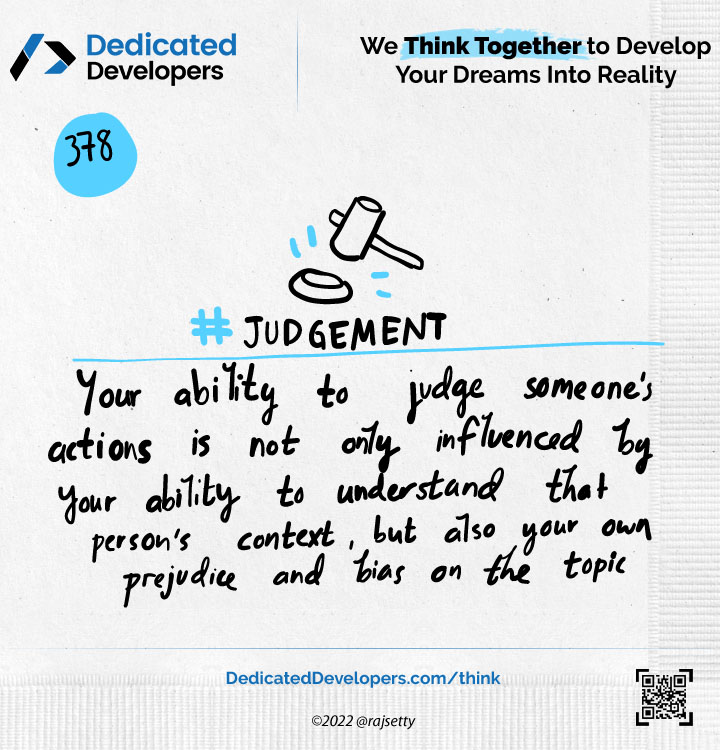 Dedicated
Developers
We Think Together to Develop
Your Dreams Into Reality
378
# JUDGEMENT
Your ability to judge someone's
actions is not only influenced by
your ability to understand that
person's context, but also your own
prejudice and bias on the topic
DedicatedDevelopers.com/think
©2022 @rajsetty